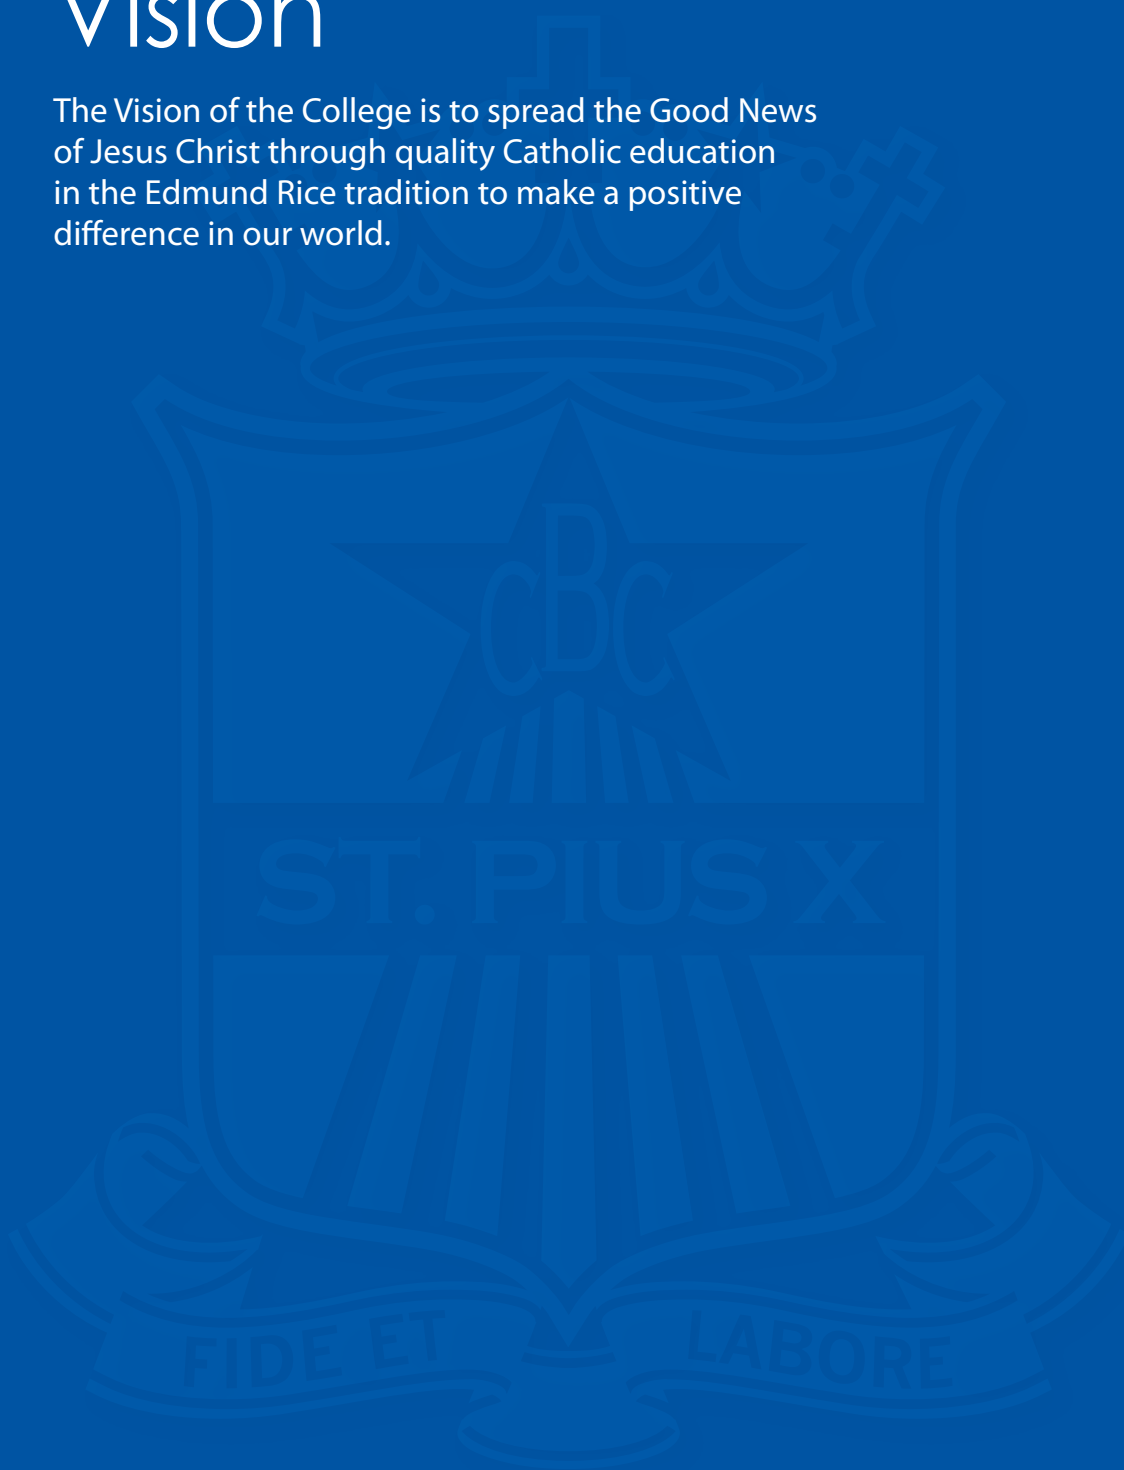 Vision
The Vision of the College is to spread the Good News
of Jesus Christ through quality Catholic education
in the Edmund Rice tradition to make a positive
difference in our world.
CBC
ST. PIUS X
FIDE ET LABORE